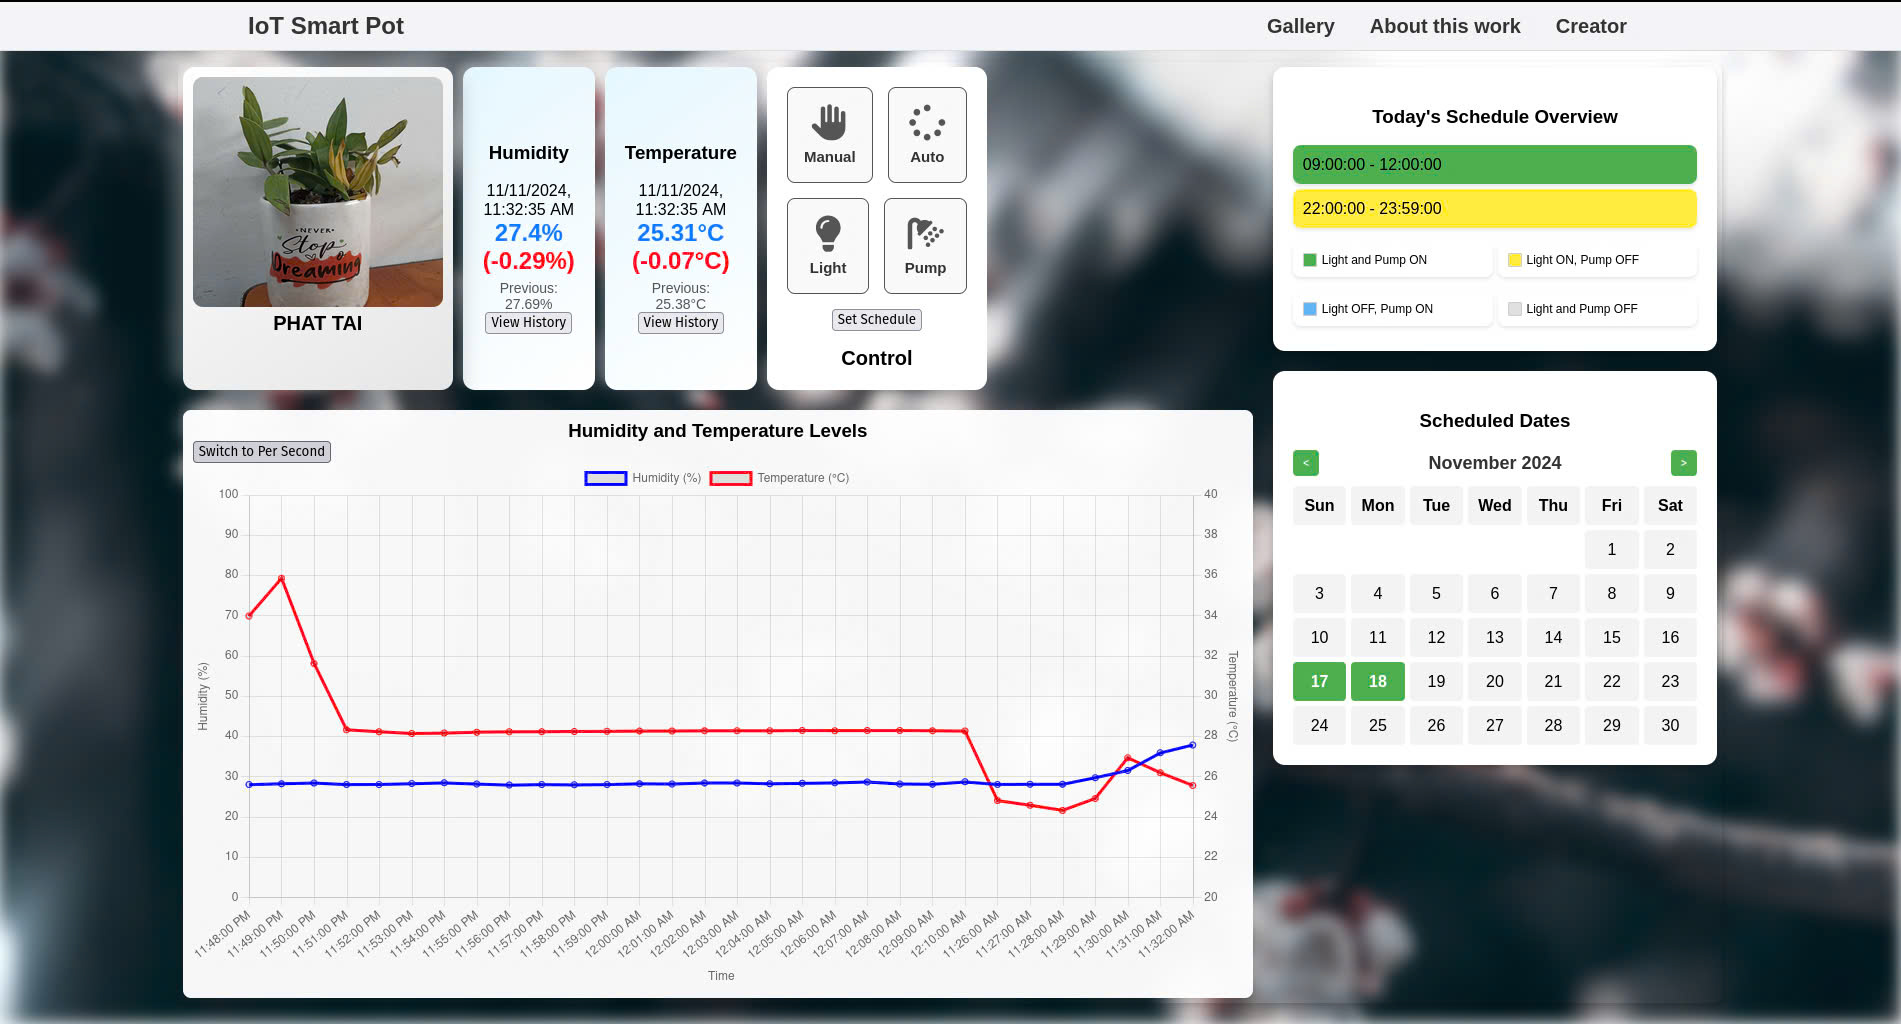 IoT Smart Pot
Gallery
About this work
Creator
•NEVER•
Stop
Dreaming
PHAT TAI
Humidity
11/11/2024,
11:32:35 AM
27.4%
(-0.29%)
Previous:
27.69%
View History
Temperature
11/11/2024,
11:32:35 AM
25.31°C
(-0.07°C)
Previous:
25.38°C
View History
Manual
Auto
Light
Pump
Set Schedule
Control
Today's Schedule Overview
09:00:00 - 12:00:00
22:00:00 - 23:59:00
Light and Pump ON
Light ON, Pump OFF
Light OFF, Pump ON
Light and Pump OFF
Humidity and Temperature Levels
Switch to Per Second
Humidity (%)
Temperature (°C)
100
90
80
70
60
50
40
30
20
10
0
Humidity (%)
40
38
36
34
32
30
28
26
24
22
20
Temperature (°C)
11:48:00 PM
11:49:00 PM
11:50:00 PM
11:51:00 PM
11:52:00 PM
11:53:00 PM
11:54:00 PM
11:55:00 PM
11:56:00 PM
11:57:00 PM
11:58:00 PM
11:59:00 PM
12:00:00 AM
12:01:00 AM
12:02:00 AM
12:03:00 AM
12:04:00 AM
12:05:00 AM
12:06:00 AM
12:07:00 AM
12:08:00 AM
12:09:00 AM
12:10:00 AM
11:26:00 AM
11:27:00 AM
11:28:00 AM
11:29:00 AM
11:30:00 AM
11:31:00 AM
11:32:00 AM
Time
Scheduled Dates
< November 2024 >
Sun Mon Tue Wed Thu Fri Sat
1 2
3 4 5 6 7 8 9
10 11 12 13 14 15 16
17 18 19 20 21 22 23
24 25 26 27 28 29 30